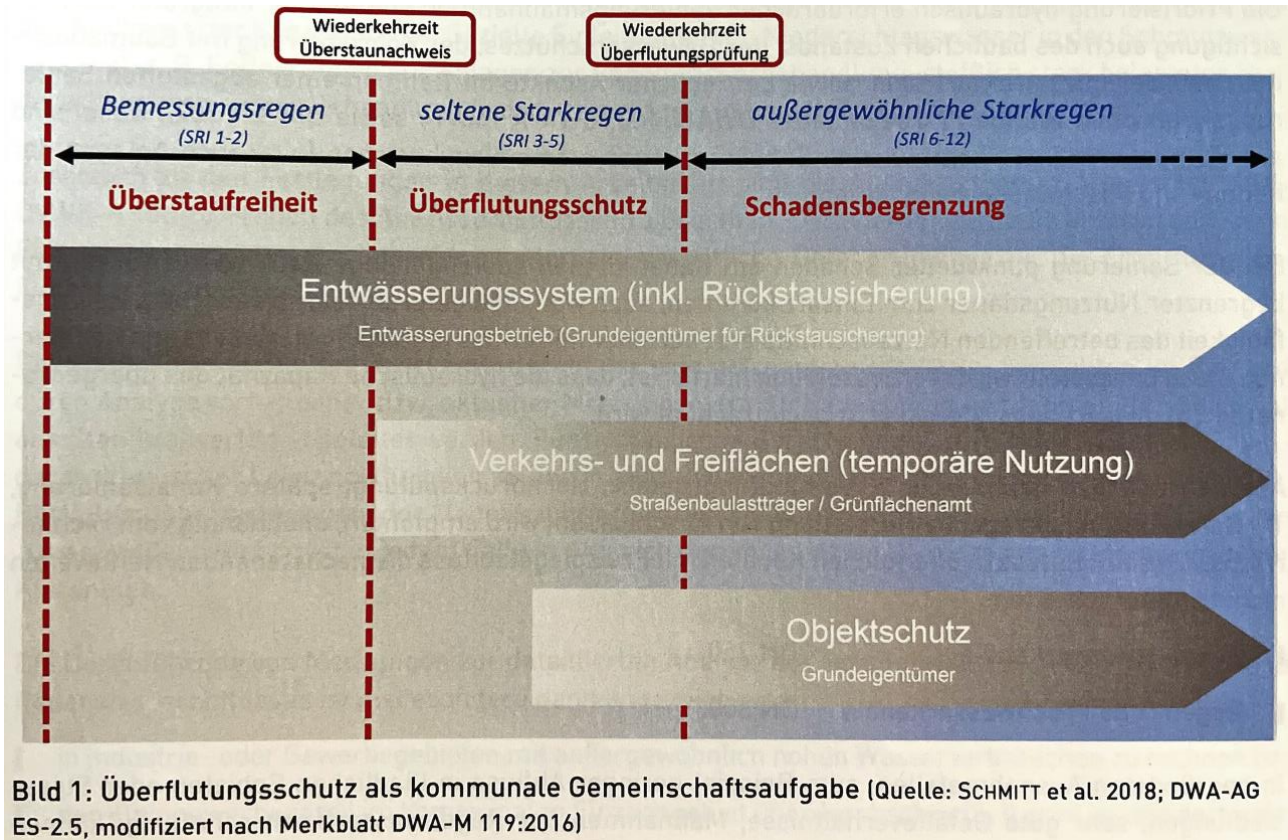 Wiederkehrzeit
Überstaunachweis
Wiederkehrzeit
Überflutungsprüfung
Bemessungsregen
(SRI 1-2)
seltene Starkregen
(SRI 3-5)
außergewöhnliche Starkregen
(SRI 6-12)
Überstaufreiheit
Überflutungsschutz
Schadensbegrenzung
Entwässerungssystem (inkl. Rückstausicherung)
Entwässerungsbetrieb (Grundeigentümer für Rückstausicherung)
Verkehrs- und Freiflächen (temporäre Nutzung)
Straßenbaulastträger / Grünflächenamt
Objektschutz
Grundeigentümer
Bild 1: Überflutungsschutz als kommunale Gemeinschaftsaufgabe (Quelle: SCHMITT et al. 2018; DWA-AG
ES-2.5, modifiziert nach Merkblatt DWA-M 119:2016)